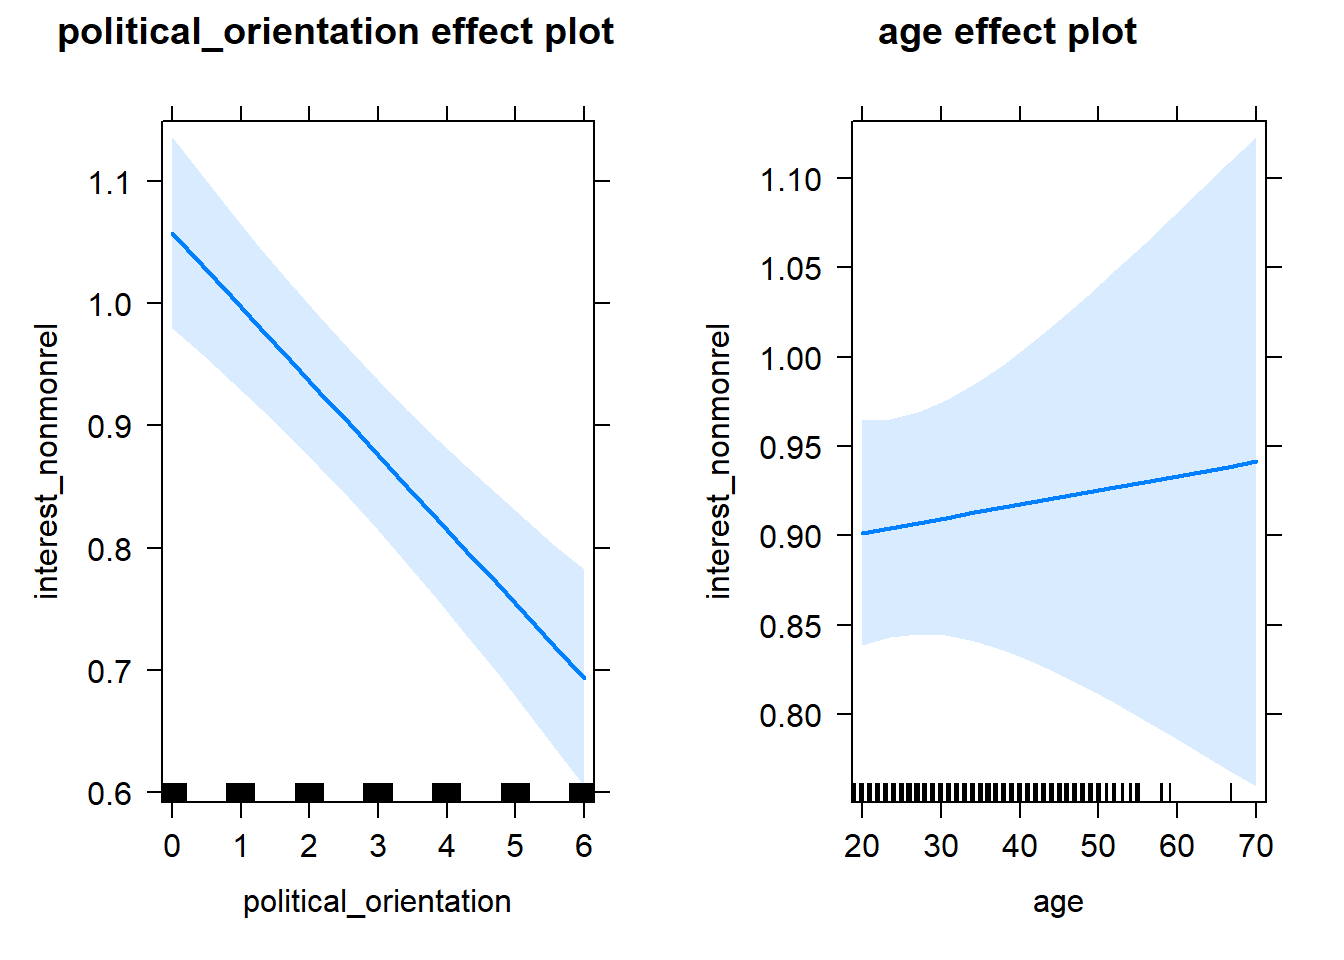 political_orientation effect plot
interest_nonmonrel
1.1
1.0
0.9
0.8
0.7
0.6
0 1 2 3 4 5 6
political_orientation
age effect plot
interest_nonmonrel
1.10
1.05
1.00
0.95
0.90
0.85
0.80
20 30 40 50 60 70
age